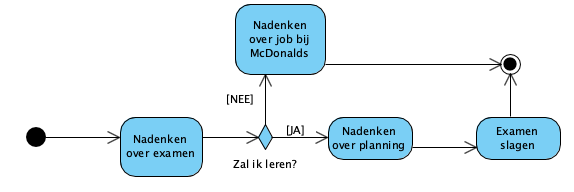 Nadenken
over job bij
McDonalds
[NEE]
Nadenken
over examen
[JA]
Zal ik leren?
Nadenken
over planning
Examen
slagen